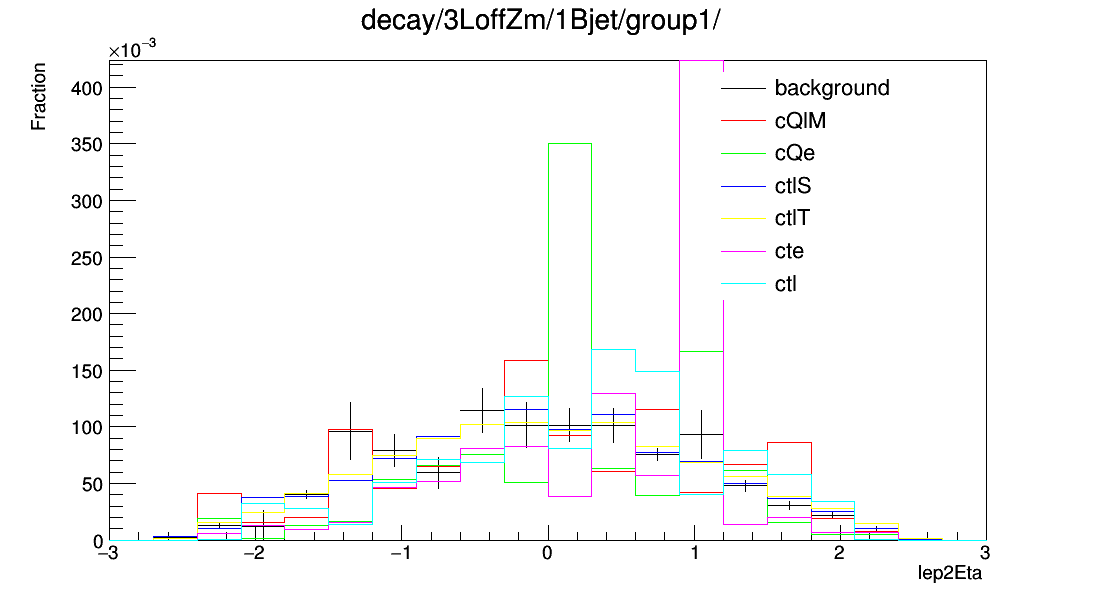 decay/3LoffZm/1Bjet/group1/
×10⁻³
Fraction
400
350
300
250
200
150
100
50
0
background
cQlM
cQe
ctlS
ctlT
cte
ctl
−3 −2 −1 0 1 2 3
lep2Eta